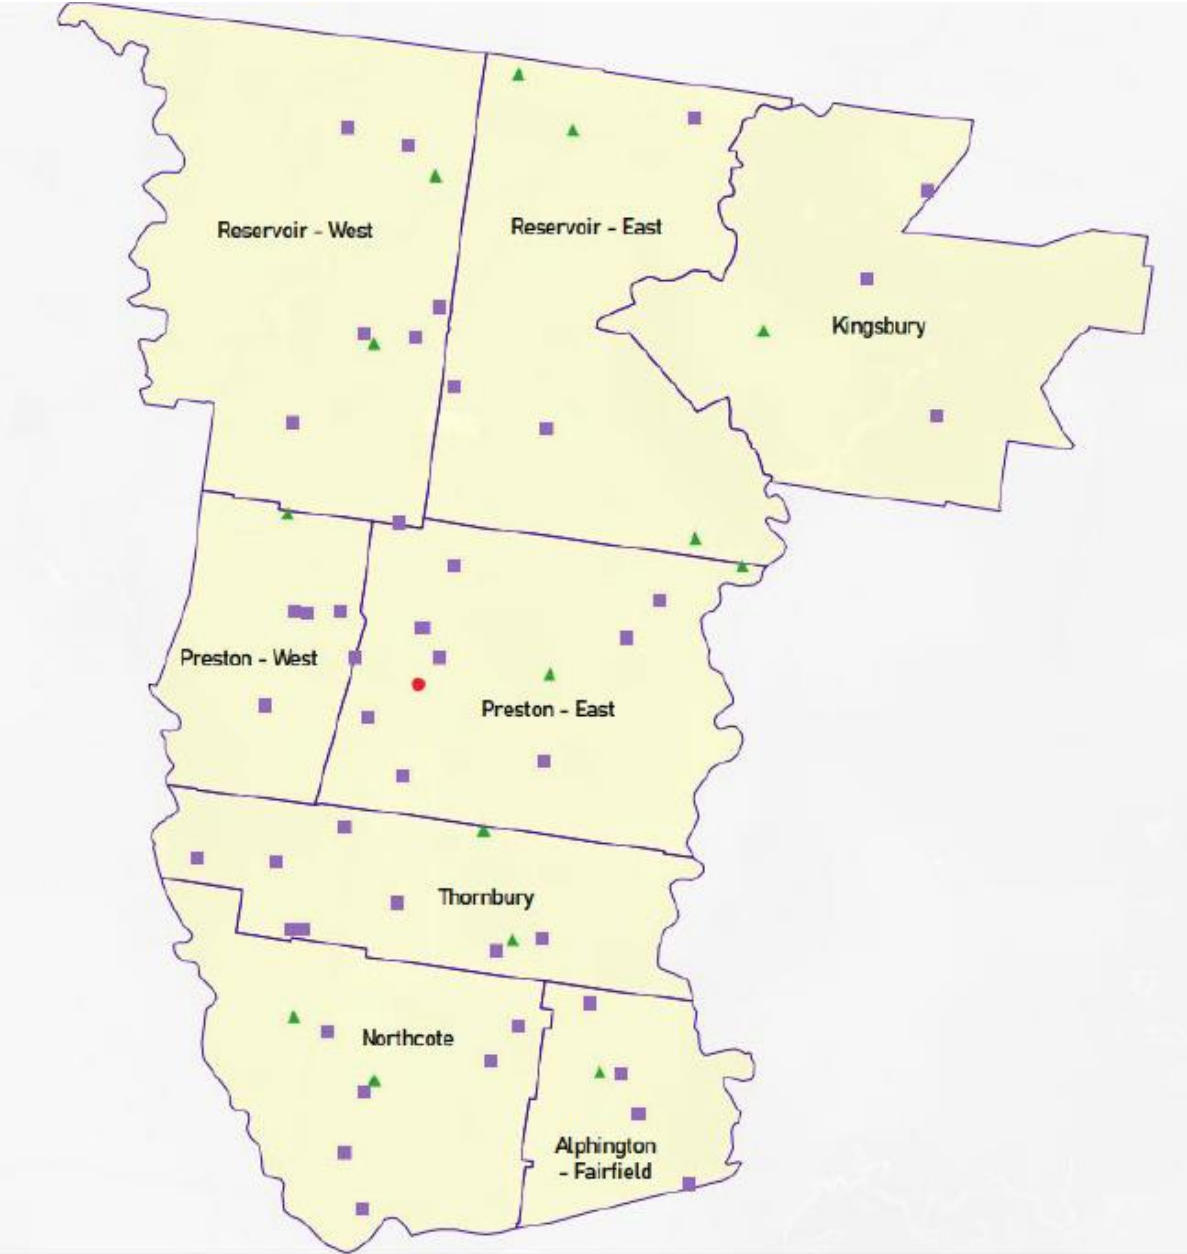 Reservoir - West
Reservoir - East
Kingsbury
Preston - West
Preston - East
Thornbury
Northcote
Alphington
- Fairfield